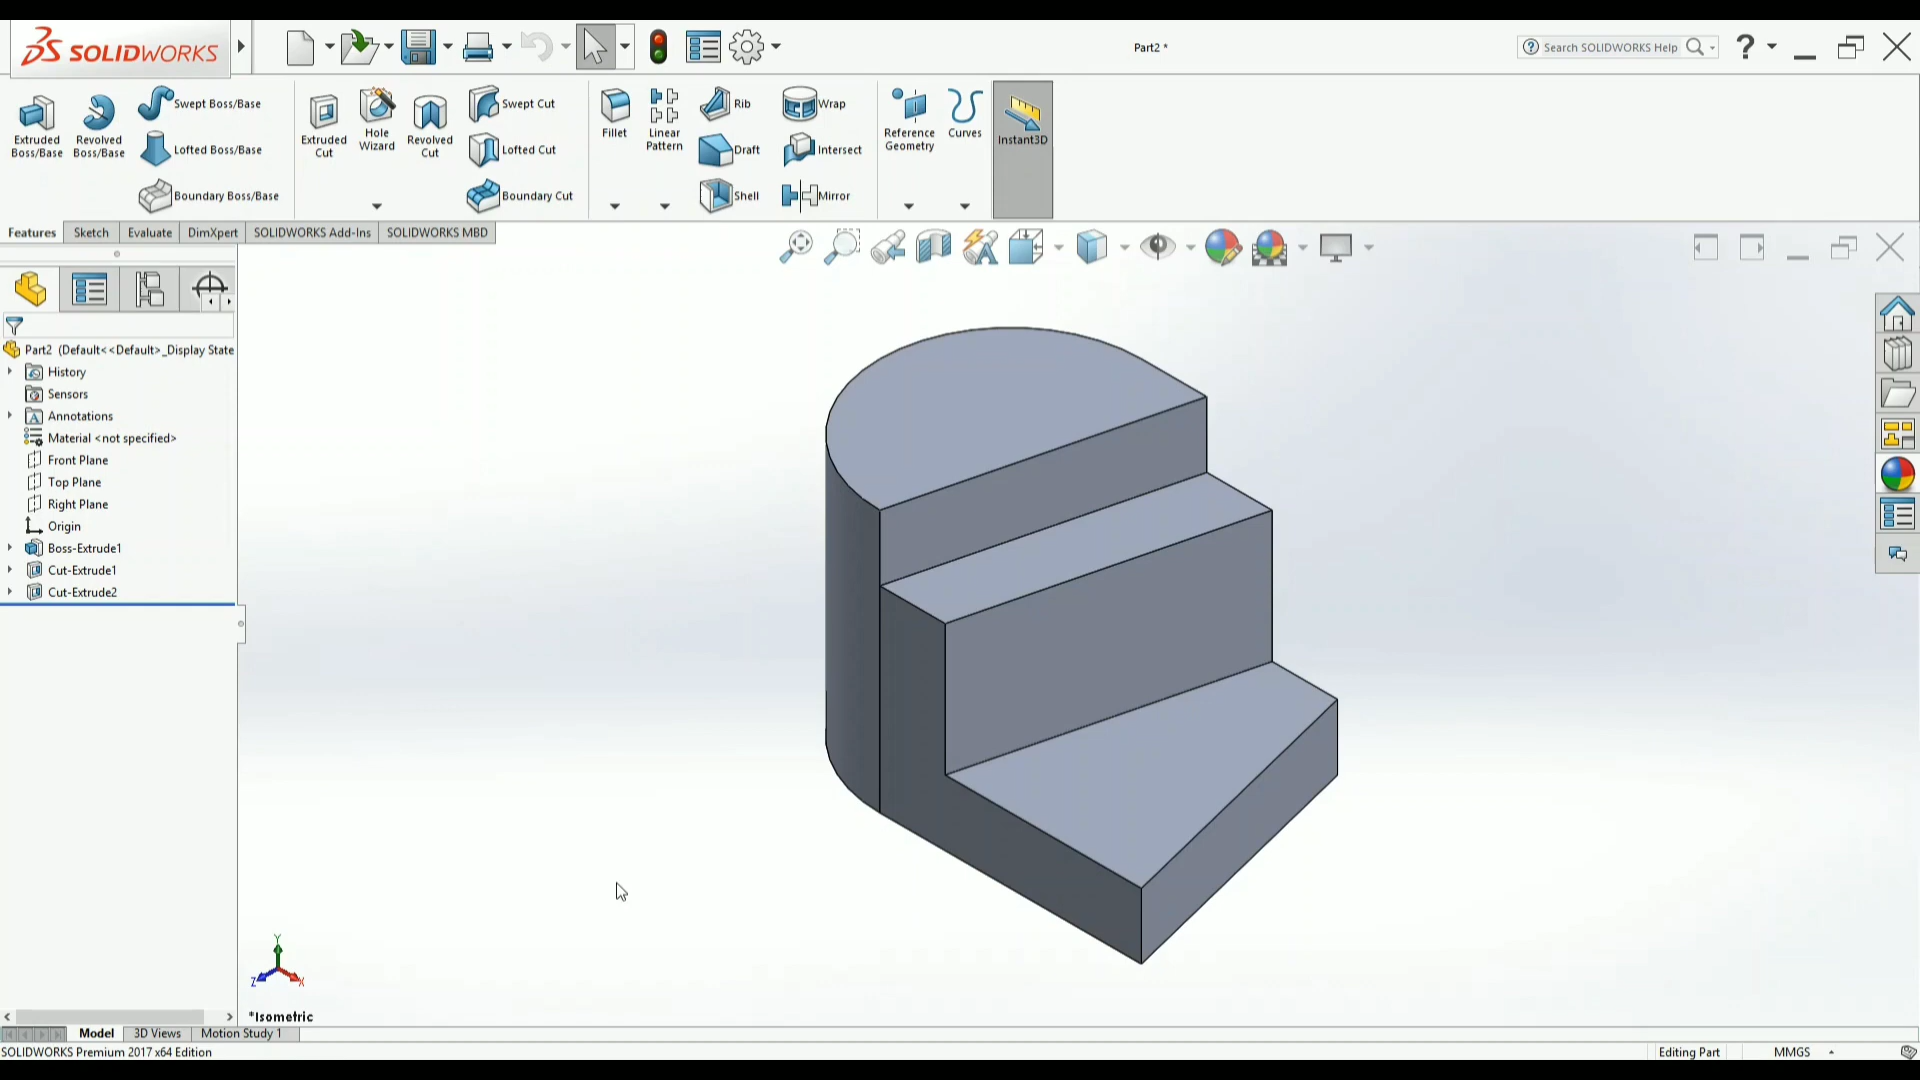 SOLIDWORKS
Part2 *
Search SOLIDWORKS Help
?
Extruded Boss/Base
Revolved Boss/Base
Swept Boss/Base
Lofted Boss/Base
Boundary Boss/Base
Extruded Cut
Hole Wizard
Revolved Cut
Swept Cut
Lofted Cut
Boundary Cut
Fillet
Linear Pattern
Rib
Draft
Shell
Wrap
Intersect
Mirror
Reference Geometry
Curves
Instant3D
Features
Sketch
Evaluate
DimXpert
SOLIDWORKS Add-Ins
SOLIDWORKS MBD
Part2 (Default<<Default>_Display State
History
Sensors
Annotations
Material <not specified>
Front Plane
Top Plane
Right Plane
Origin
Boss-Extrude1
Cut-Extrude1
Cut-Extrude2
Y
Z
X
*Isometric
Model
3D Views
Motion Study 1
SOLIDWORKS Premium 2017 x64 Edition
Editing Part
MMGS